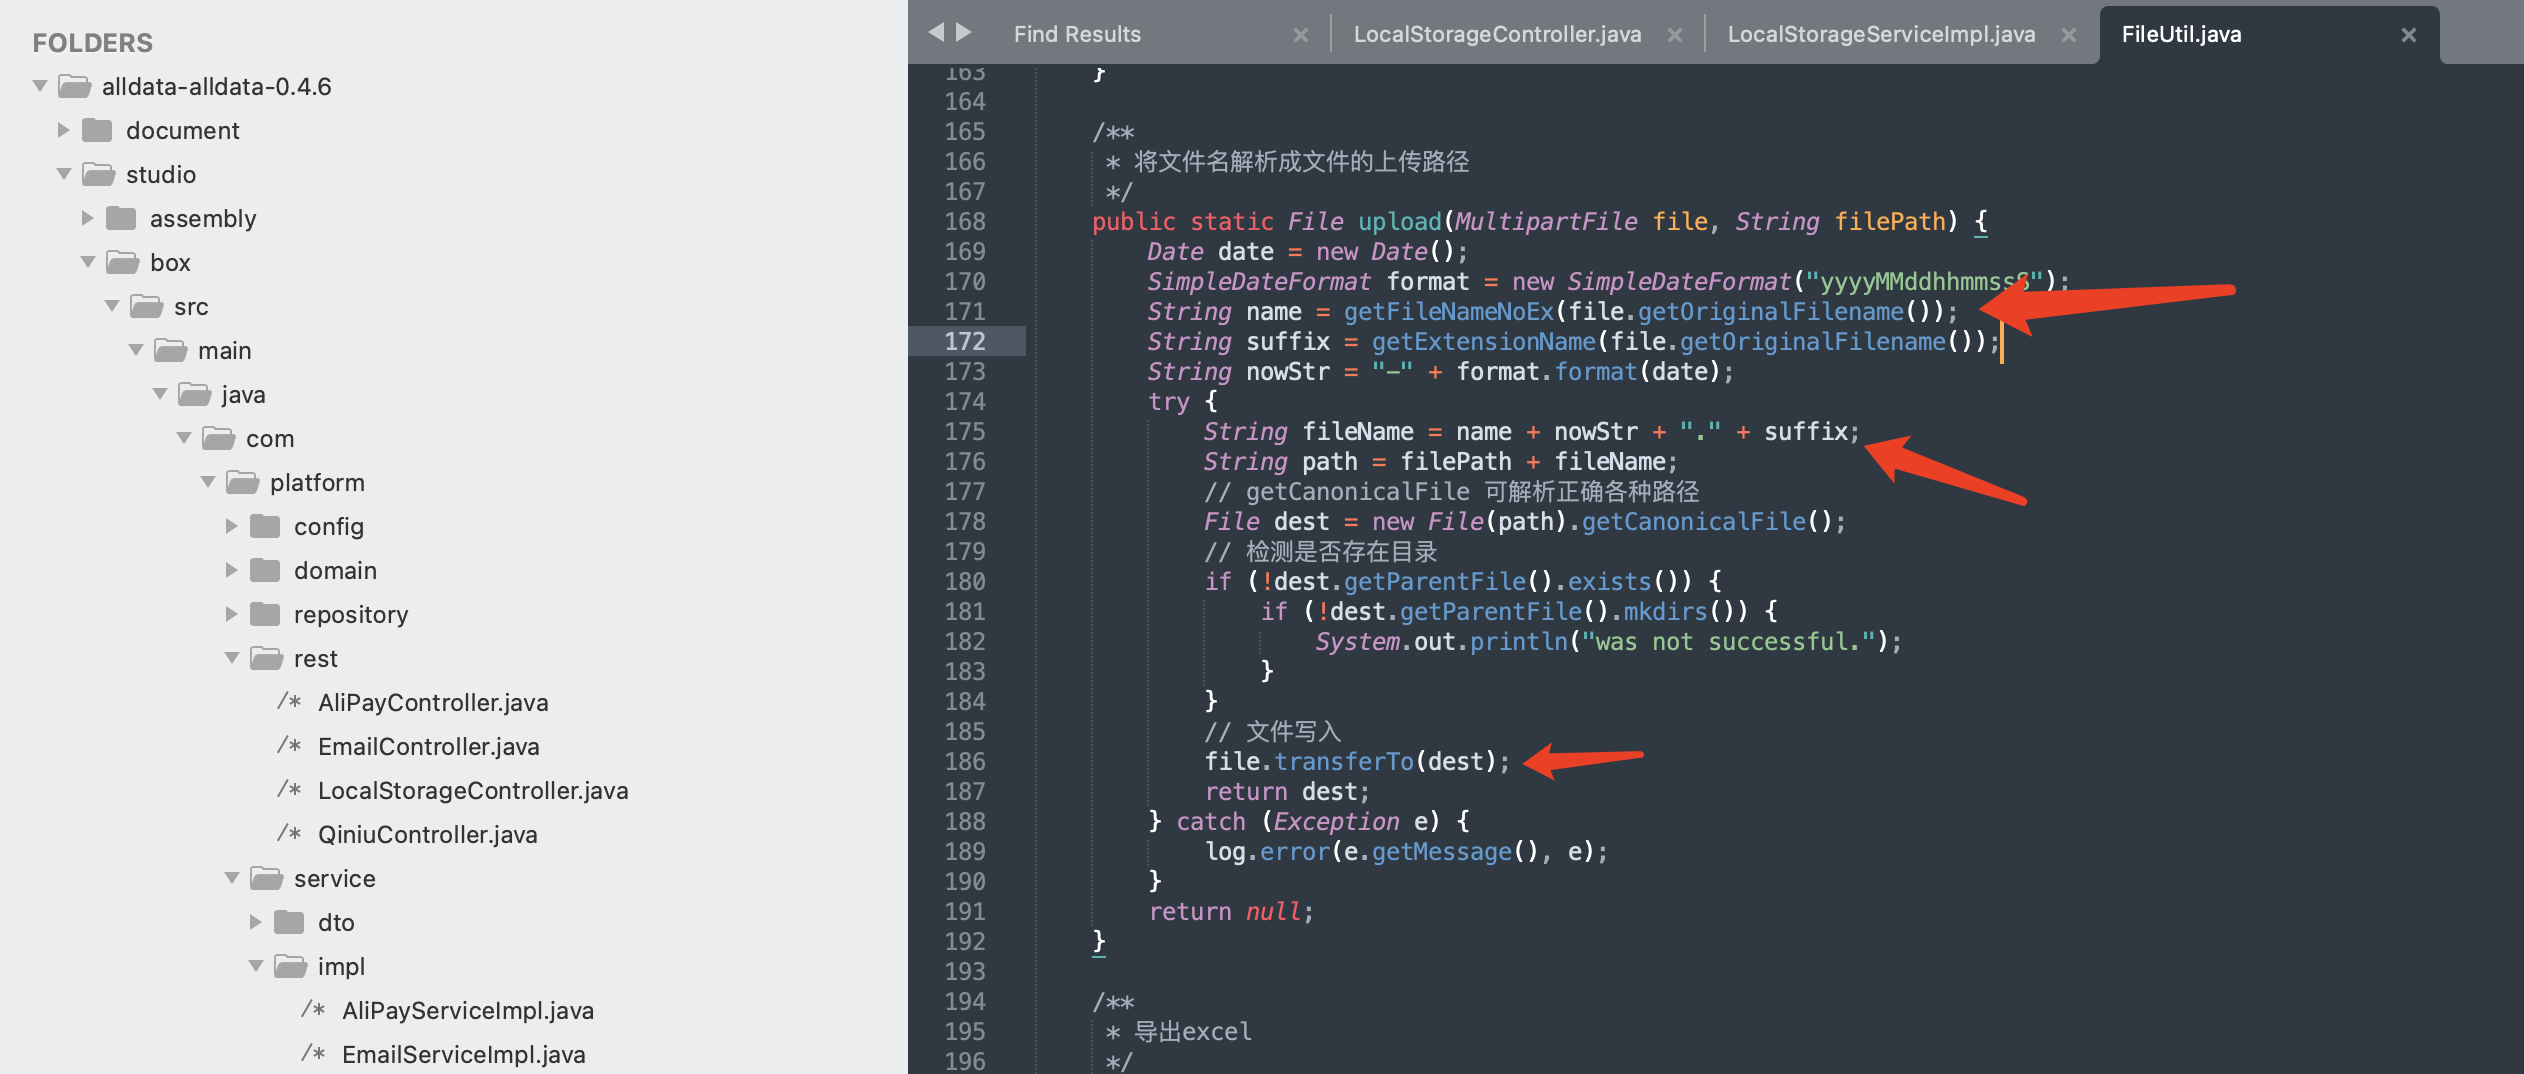 FOLDERS
alldata-alldata-0.4.6
document
studio
assembly
box
src
main
java
com
platform
config
domain
repository
rest
/* AliPayController.java
/* EmailController.java
/* LocalStorageController.java
/* QiniuController.java
service
dto
impl
/* AliPayServiceImpl.java
/* EmailServiceImpl.java
Find Results × LocalStorageController.java × LocalStorageServiceImpl.java × FileUtil.java ×
163 }
164
165 /**
166 * 将文件名解析成文件的上传路径
167 */
168 public static File upload(MultipartFile file, String filePath) {
169 Date date = new Date();
170 SimpleDateFormat format = new SimpleDateFormat("yyyyMMddhhmmssS");
171 String name = getFileNameNoEx(file.getOriginalFilename());
172 String suffix = getExtensionName(file.getOriginalFilename());
173 String nowStr = "-" + format.format(date);
174 try {
175 String fileName = name + nowStr + "." + suffix;
176 String path = filePath + fileName;
177 // getCanonicalFile 可解析正确各种路径
178 File dest = new File(path).getCanonicalFile();
179 // 检测是否存在目录
180 if (!dest.getParentFile().exists()) {
181 if (!dest.getParentFile().mkdirs()) {
182 System.out.println("was not successful.");
183 }
184 }
185 // 文件写入
186 file.transferTo(dest);
187 return dest;
188 } catch (Exception e) {
189 log.error(e.getMessage(), e);
190 }
191 return null;
192 }
193
194 /**
195 * 导出excel
196 */